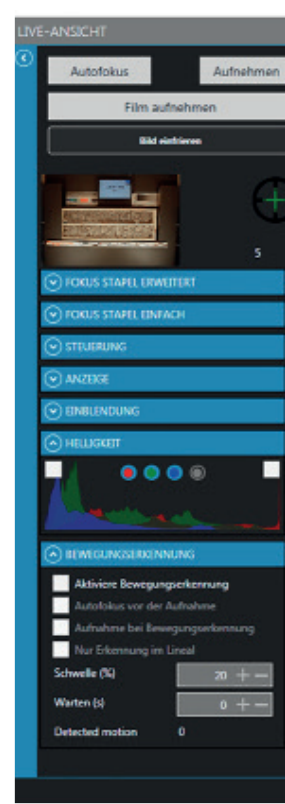 LIVE-ANSICHT
Autofokus
Aufnehmen
Film aufnehmen
Bild einfrieren
5
FOKUS STAPEL ERWEITERT
FOKUS STAPEL EINFACH
STEUERUNG
ANZEIGE
EINBLENDUNG
HELLIGKEIT
BEWEGUNGSERKENNUNG
Aktiviere Bewegungserkennung
Autofokus vor der Aufnahme
Aufnahme bei Bewegungserkennung
Nur Erkennung im Lineal
Schwelle (%) 20 + −
Warten (s) 0 + −
Detected motion 0